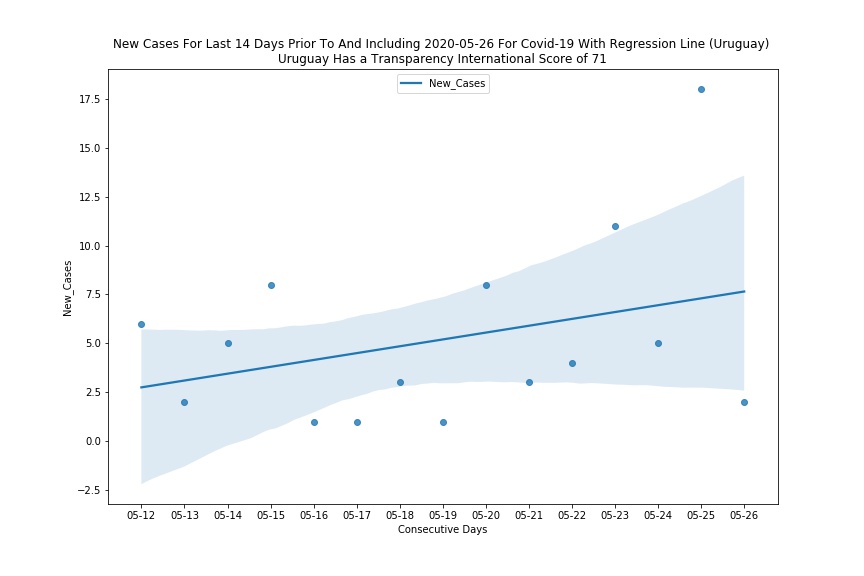 New Cases For Last 14 Days Prior To And Including 2020-05-26 For Covid-19 With Regression Line (Uruguay)
Uruguay Has a Transparency International Score of 71
New_Cases
17.5
15.0
12.5
10.0
7.5
5.0
2.5
0.0
−2.5
New_Cases
05-12 05-13 05-14 05-15 05-16 05-17 05-18 05-19 05-20 05-21 05-22 05-23 05-24 05-25 05-26
Consecutive Days